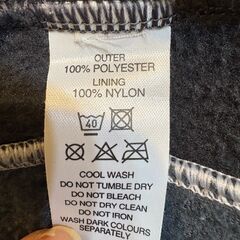 OUTER
100% POLYESTER
LINING
100% NYLON
40
COOL WASH
DO NOT TUMBLE DRY
DO NOT BLEACH
DO NOT DRY CLEAN
DO NOT IRON
WASH DARK COLOURS
SEPARATELY